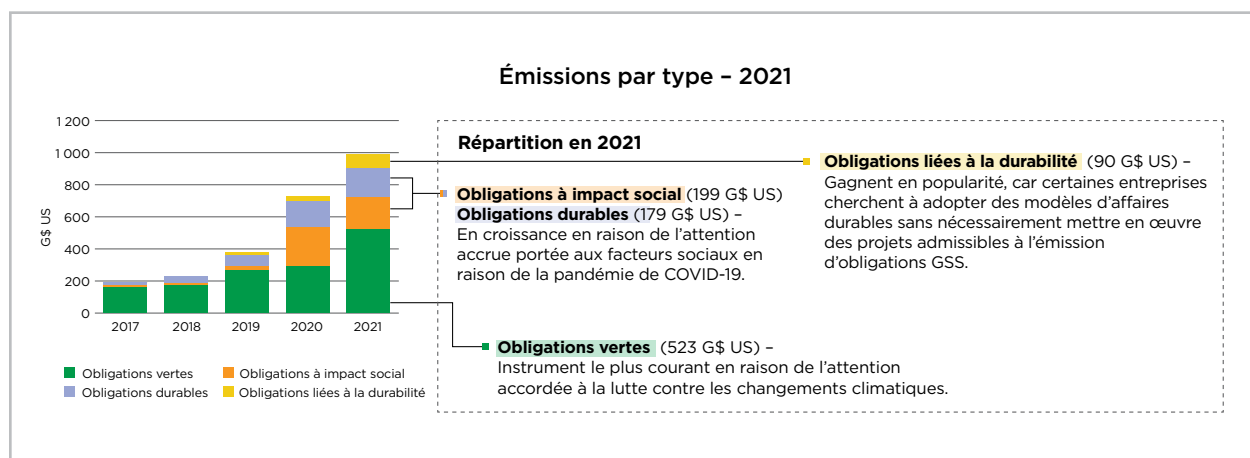 Émissions par type – 2021
1 200
1 000
800
600
400
200
0
G$ US
2017 2018 2019 2020 2021
Obligations vertes
Obligations à impact social
Obligations durables
Obligations liées à la durabilité
Répartition en 2021
Obligations à impact social (199 G$ US)
Obligations durables (179 G$ US) –
En croissance en raison de l’attention
accrue portée aux facteurs sociaux en
raison de la pandémie de COVID-19.
Obligations liées à la durabilité (90 G$ US) –
Gagnent en popularité, car certaines entreprises
cherchent à adopter des modèles d’affaires
durables sans nécessairement mettre en œuvre
des projets admissibles à l’émission
d’obligations GSS.
Obligations vertes (523 G$ US) –
Instrument le plus courant en raison de l’attention
accordée à la lutte contre les changements climatiques.